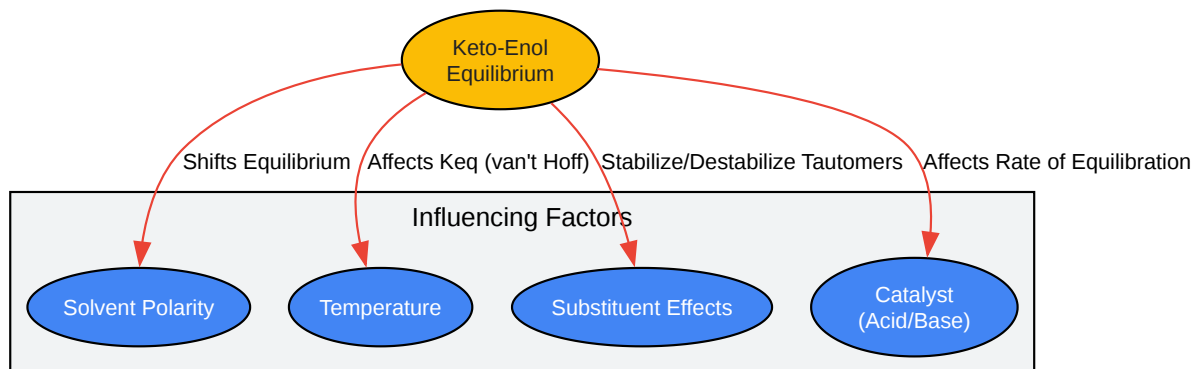 Keto-Enol
Equilibrium
Shifts Equilibrium
Affects Keq (van't Hoff)
Stabilize/Destabilize Tautomers
Affects Rate of Equilibration
Influencing Factors
Solvent Polarity
Temperature
Substituent Effects
Catalyst
(Acid/Base)